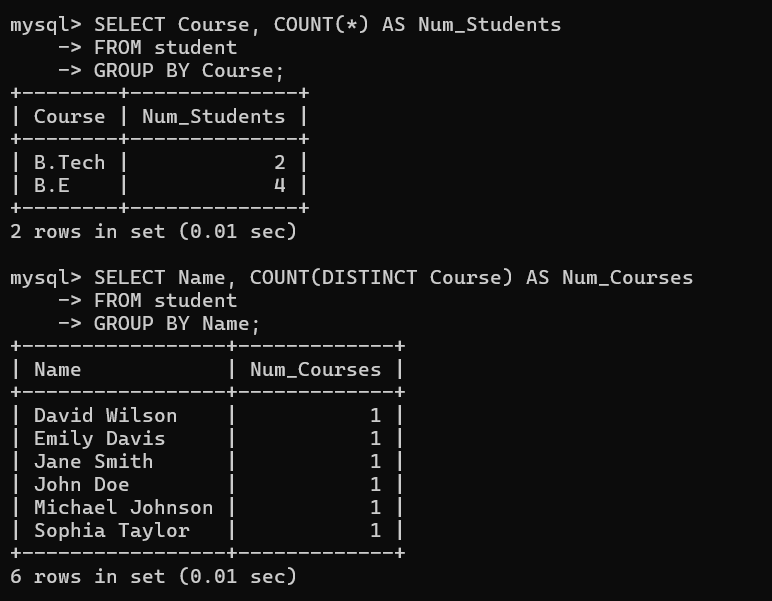 mysql> SELECT Course, COUNT(*) AS Num_Students
    -> FROM student
    -> GROUP BY Course;
+--------+--------------+
| Course | Num_Students |
+--------+--------------+
| B.Tech |            2 |
| B.E    |            4 |
+--------+--------------+
2 rows in set (0.01 sec)

mysql> SELECT Name, COUNT(DISTINCT Course) AS Num_Courses
    -> FROM student
    -> GROUP BY Name;
+-----------------+-------------+
| Name            | Num_Courses |
+-----------------+-------------+
| David Wilson    |           1 |
| Emily Davis     |           1 |
| Jane Smith      |           1 |
| John Doe        |           1 |
| Michael Johnson |           1 |
| Sophia Taylor   |           1 |
+-----------------+-------------+
6 rows in set (0.01 sec)